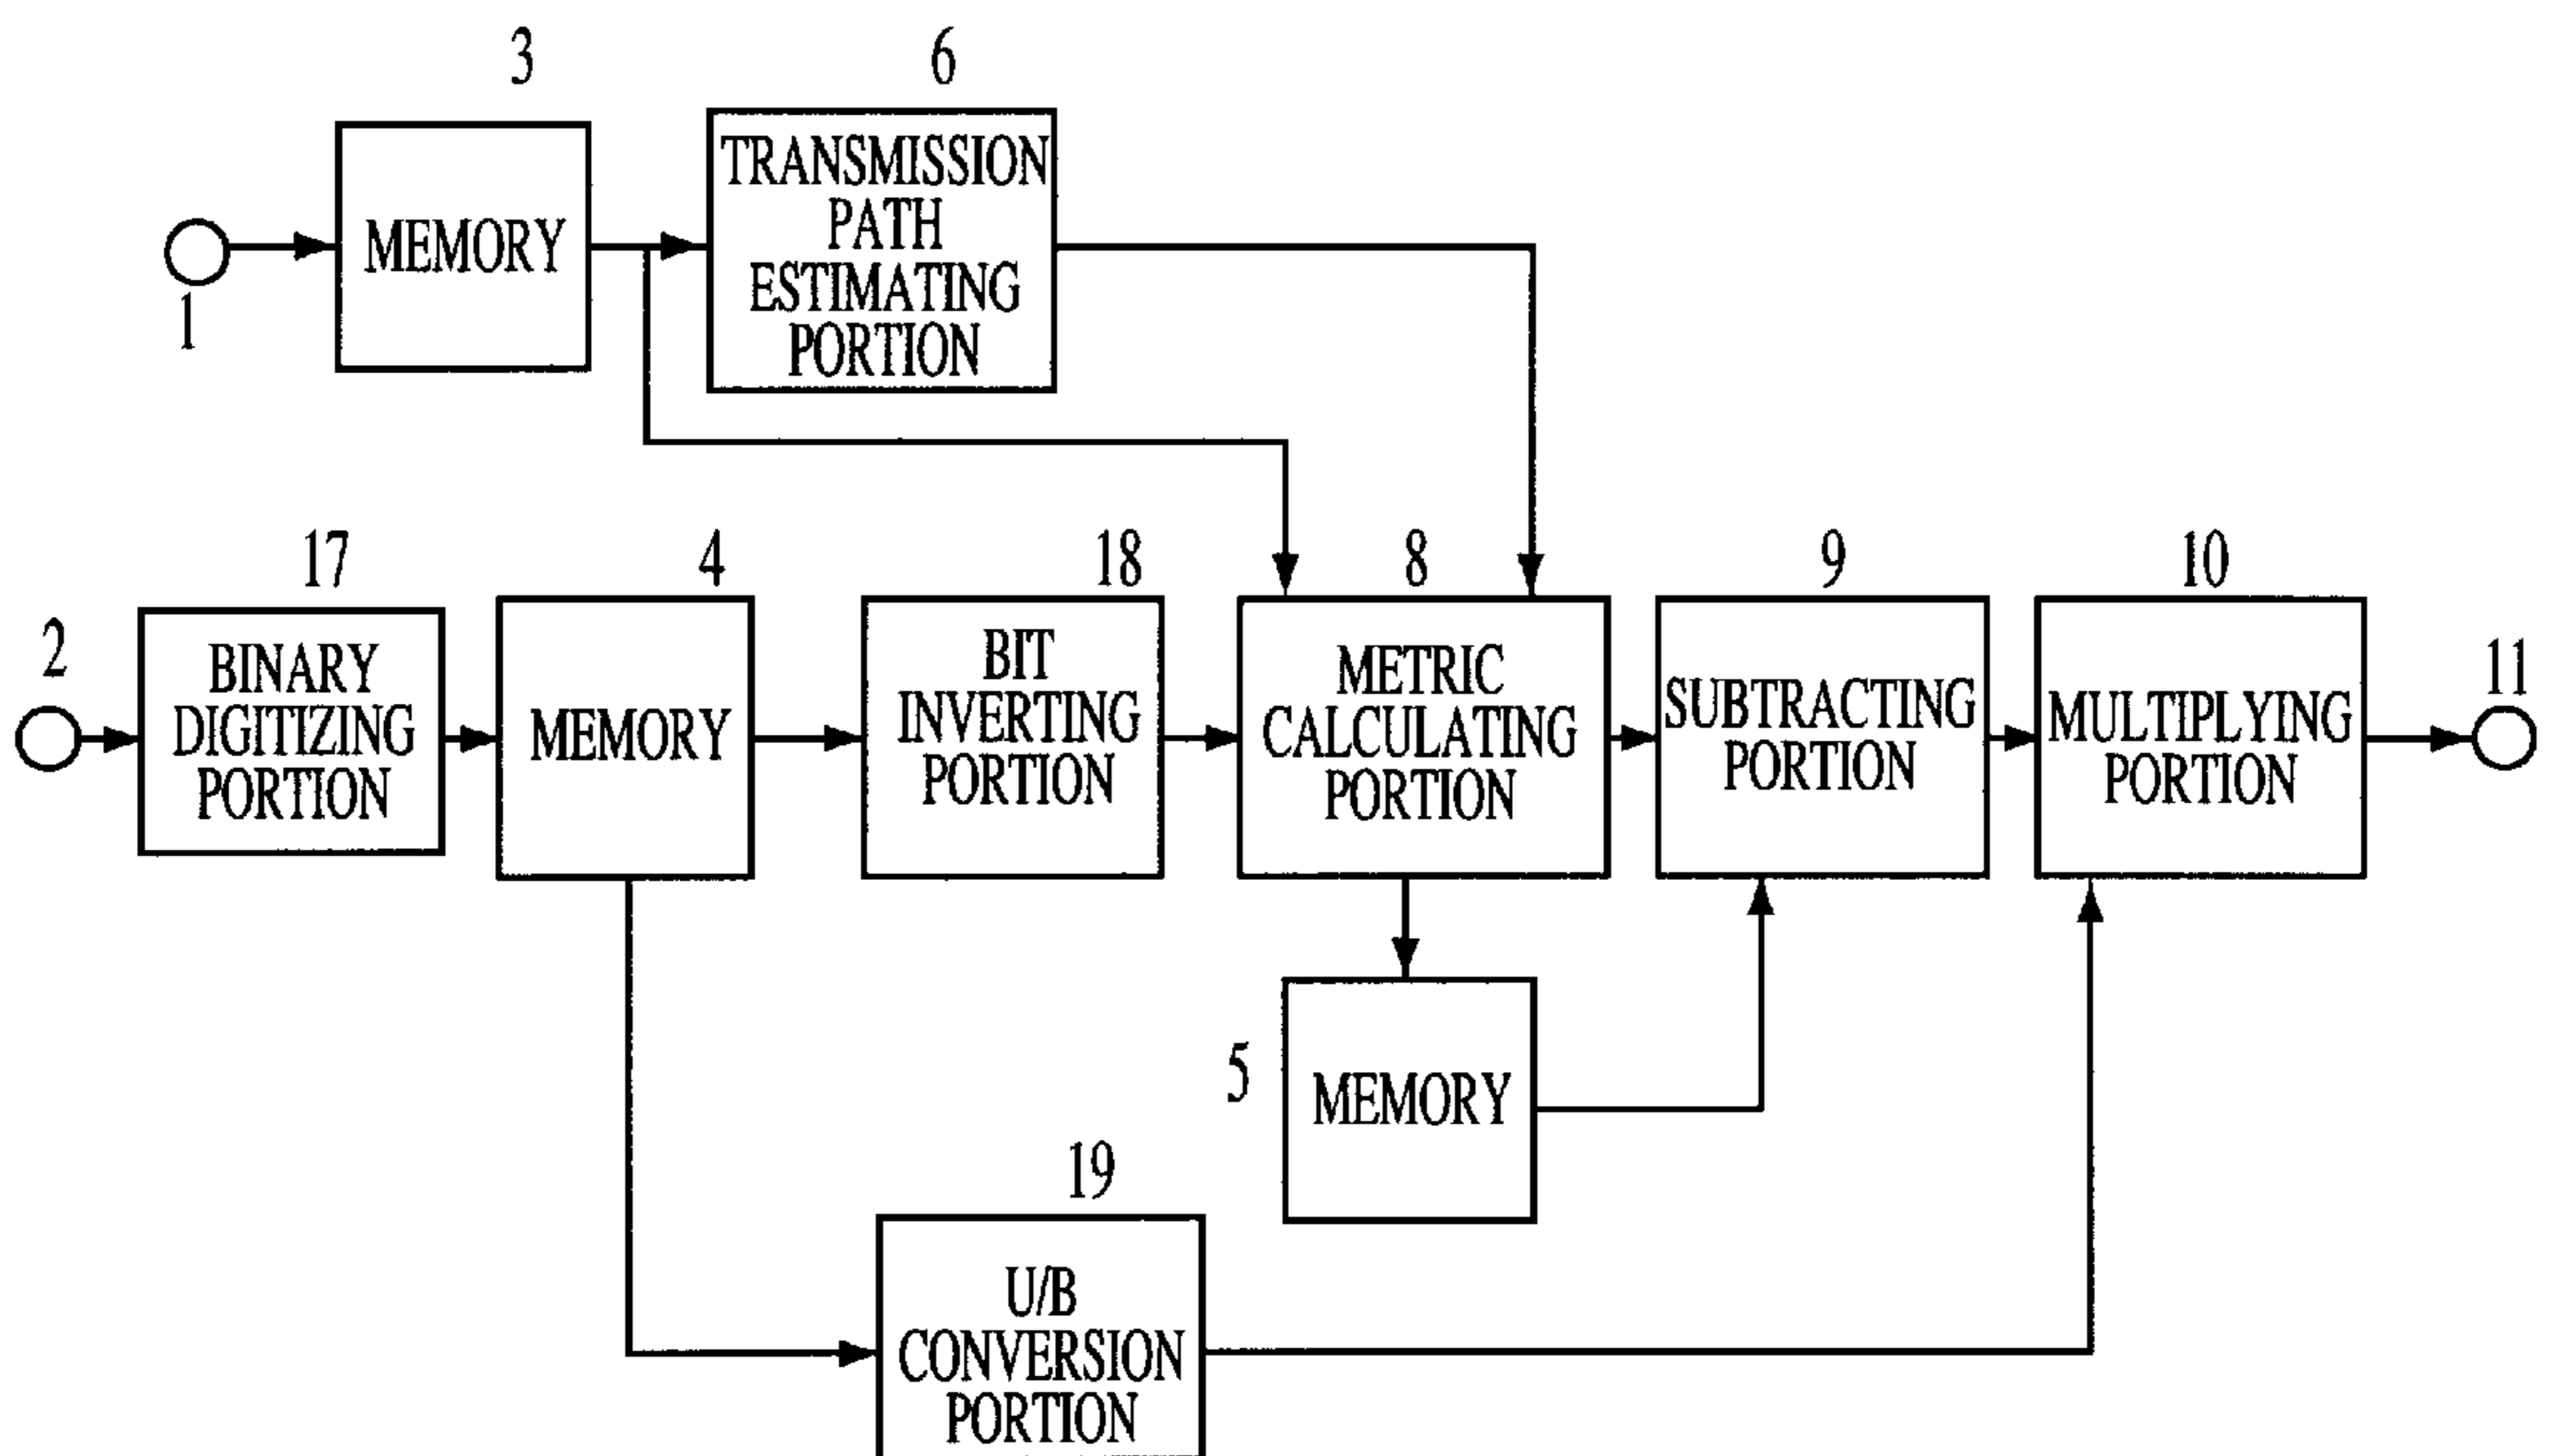 3
6
MEMORY
TRANSMISSION
PATH
ESTIMATING
PORTION
1
17
4
18
8
9
10
2
11
BINARY
DIGITIZING
PORTION
MEMORY
BIT
INVERTING
PORTION
METRIC
CALCULATING
PORTION
SUBTRACTING
PORTION
MULTIPLYING
PORTION
5
MEMORY
19
U/B
CONVERSION
PORTION